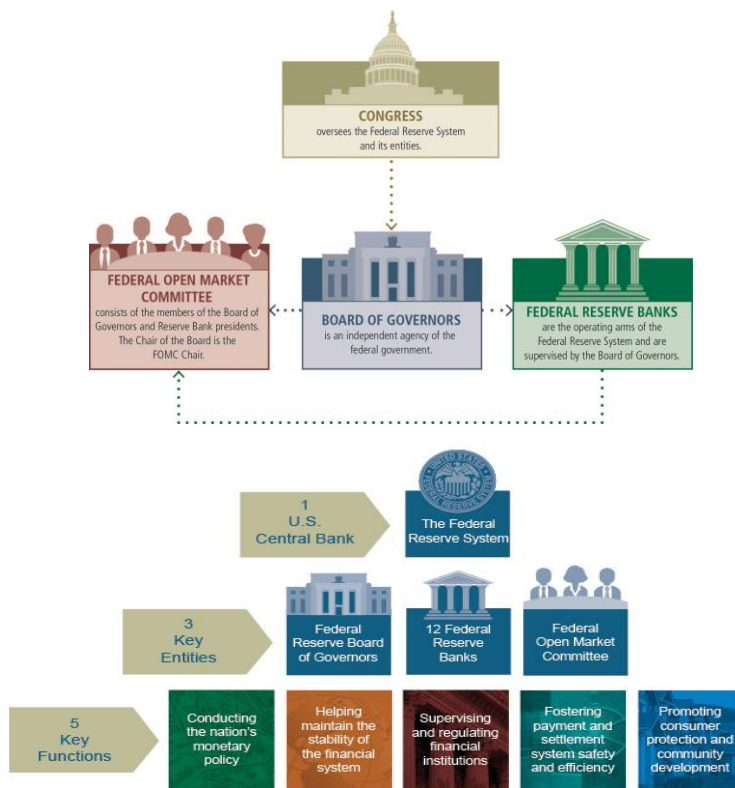 CONGRESS
oversees the Federal Reserve System
and its entities.
FEDERAL OPEN MARKET
COMMITTEE
consists of the members of the Board of
Governors and Reserve Bank presidents.
The Chair of the Board is the
FOMC Chair.
BOARD OF GOVERNORS
is an independent agency of the
federal government.
FEDERAL RESERVE BANKS
are the operating arms of the
Federal Reserve System and are
supervised by the Board of Governors.
1
U.S.
Central Bank
UNITED STATES
FEDERAL RESERVE SYSTEM
The Federal
Reserve System
3
Key
Entities
Federal
Reserve Board
of Governors
12 Federal
Reserve
Banks
Federal
Open Market
Committee
5
Key
Functions
Conducting
the nation's
monetary
policy
Helping
maintain the
stability of
the financial
system
Supervising
and regulating
financial
institutions
Fostering
payment and
settlement
system safety
and efficiency
Promoting
consumer
protection and
community
development